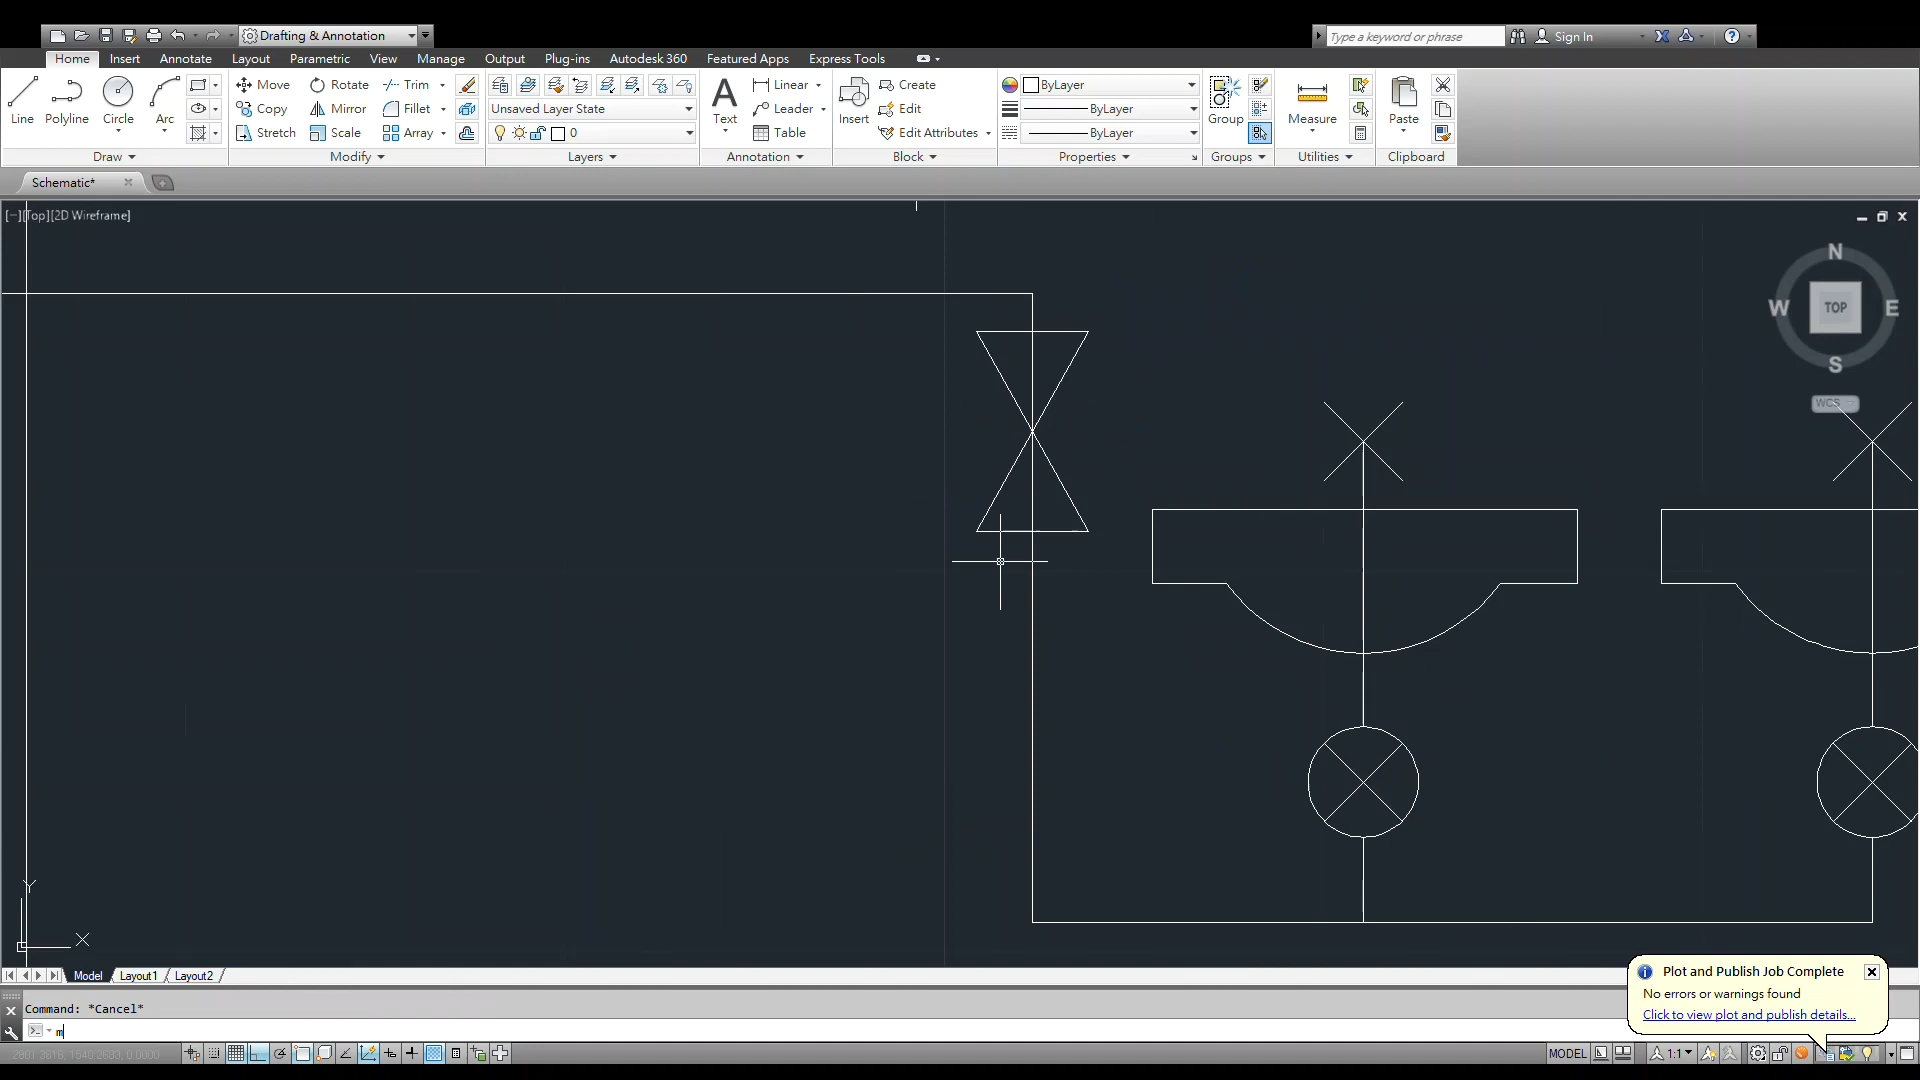 Drafting & Annotation
Type a keyword or phrase
Sign In
Home Insert Annotate Layout Parametric View Manage Output Plug-ins Autodesk 360 Featured Apps Express Tools
Line Polyline Circle Arc
Move Rotate Trim
Copy Mirror Fillet
Stretch Scale Array
Unsaved Layer State
0
Text
Linear
Leader
Table
Insert
Create
Edit
Edit Attributes
ByLayer
ByLayer
ByLayer
Group
Measure
Paste
Draw Modify Layers Annotation Block Properties Groups Utilities Clipboard
Schematic*
[−][Top][2D Wireframe]
N
W TOP E
S
WCS
Y
X
Model Layout1 Layout2
Plot and Publish Job Complete
No errors or warnings found
Click to view plot and publish details...
Command: *Cancel*
m
MODEL
1:1